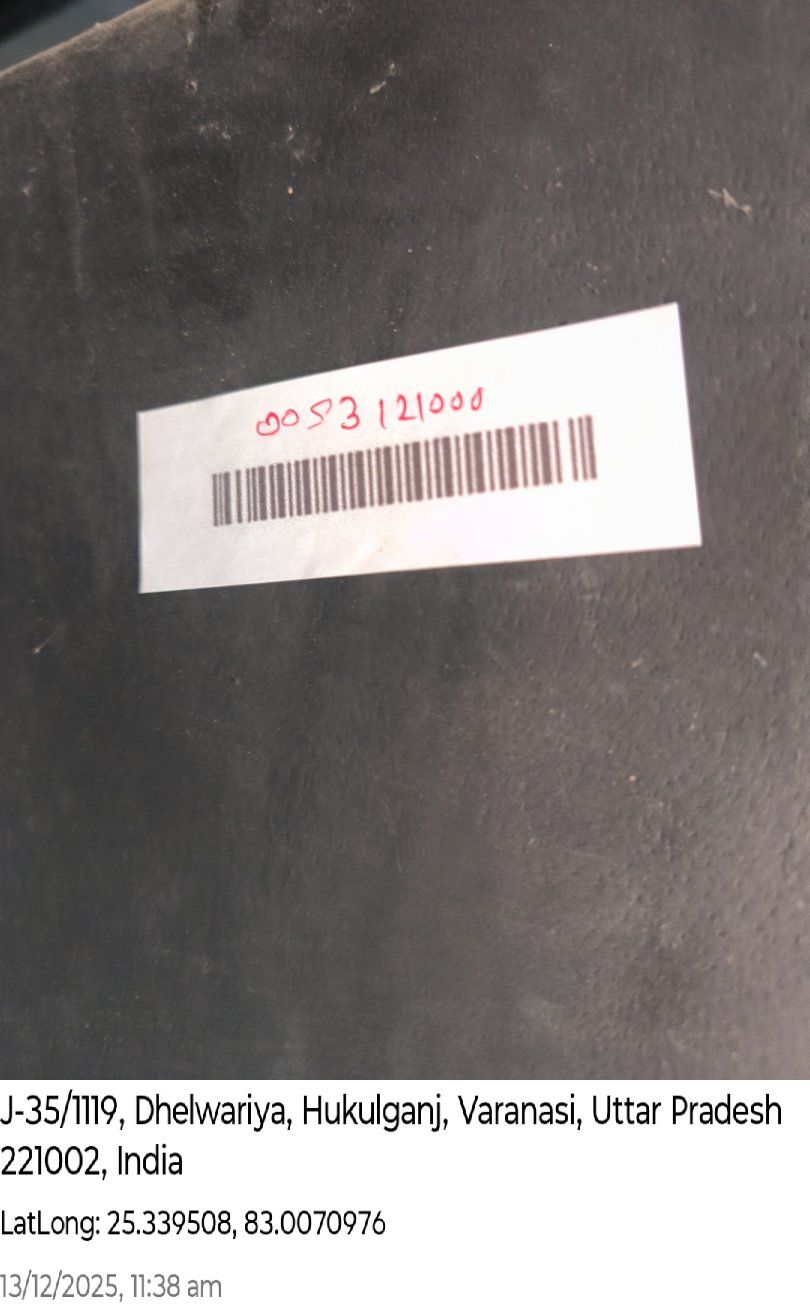 0053121000
J-35/1119, Dhelwariya, Hukulganj, Varanasi, Uttar Pradesh
221002, India
LatLong: 25.339508, 83.0070976
13/12/2025, 11:38 am